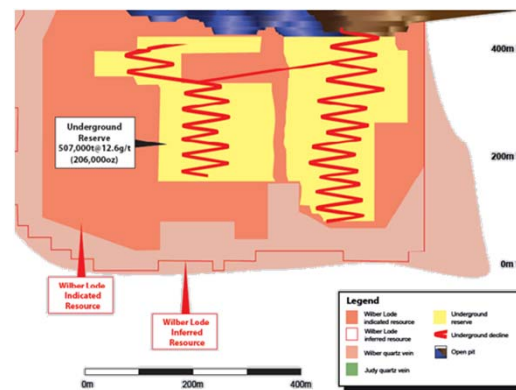 400m
Underground
Reserve
507,000t@12.6g/t
(206,000oz)
200m
0m
Wilber Lode
Indicated
Resource
Wilber Lode
Inferred
Resource
Legend
Wilber Lode
indicated resource
Underground
reserve
Wilber Lode
inferred resource
Underground decline
Wilber quartz vein
Open pit
Judy quartz vein
0m
200m
400m